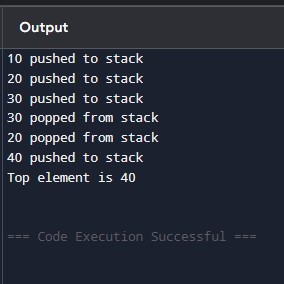 Output
10 pushed to stack
20 pushed to stack
30 pushed to stack
30 popped from stack
20 popped from stack
40 pushed to stack
Top element is 40
=== Code Execution Successful ===